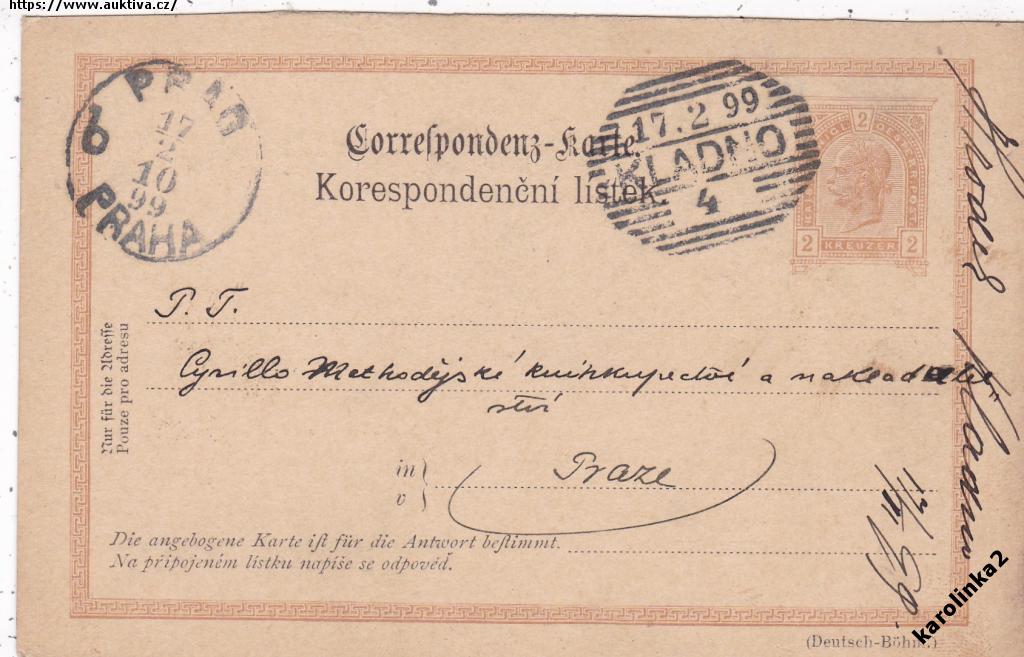 https://www.auktiva.cz/
PRAG
17
10
99
PRAHA
17.2 99
KLADNO
4
Correſpondenz-Karte.
Korespondenční lístek.
2
2 KREUZER 2
P. T.
Cyrillo Methodějské knihkupectví a nakladatel
ství
in
v
Praze
Nur für die Adreſſe
Pouze pro adresu
Die angebogene Karte iſt für die Antwort beſtimmt.
Na připojeném lístku napíše se odpověď.
(Deutsch-Böhm.)
karolinka2